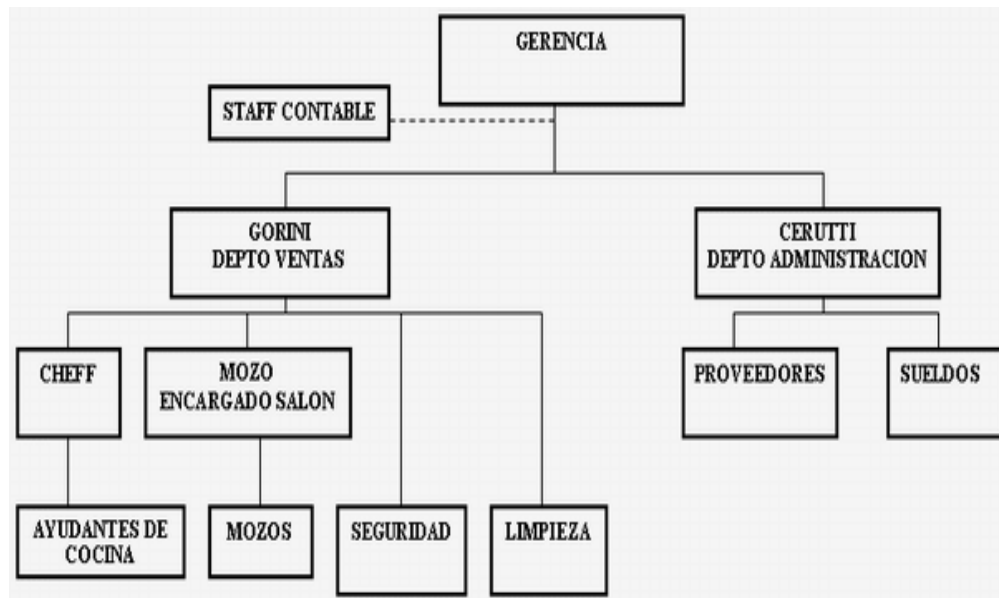 GERENCIA
STAFF CONTABLE
GORINI
DEPTO VENTAS
CERUTTI
DEPTO ADMINISTRACION
CHEFF
MOZO
ENCARGADO SALON
PROVEEDORES
SUELDOS
AYUDANTES DE
COCINA
MOZOS
SEGURIDAD
LIMPIEZA